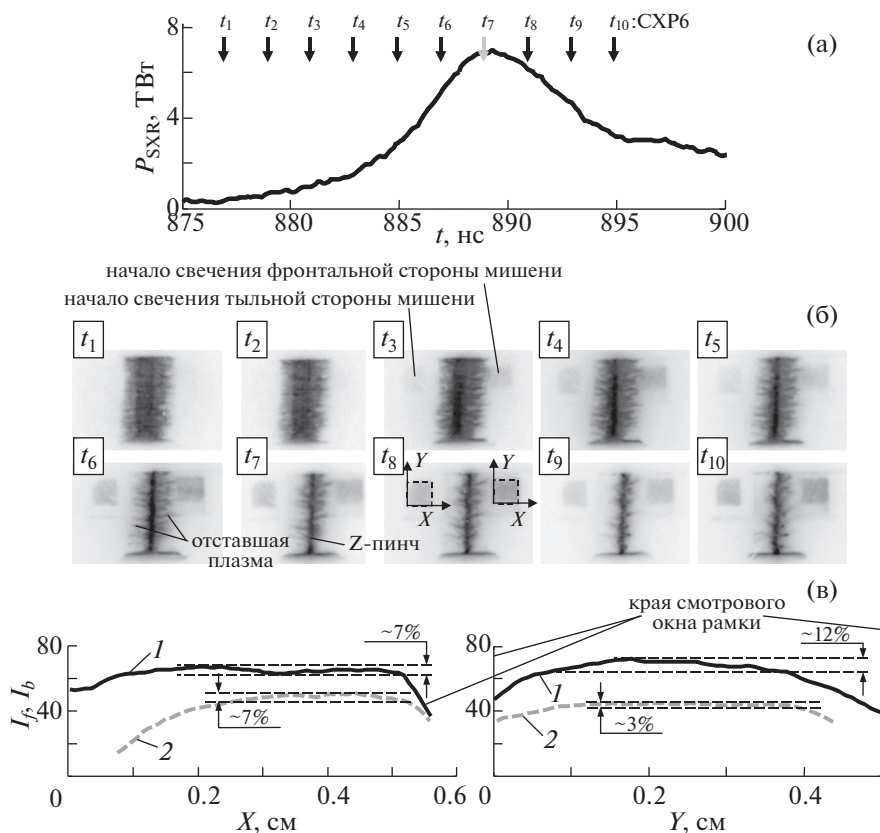 8
4
0
P_SXR, ТВт
t₁ t₂ t₃ t₄ t₅ t₆ t₇ t₈ t₉ t₁₀:СХР6
(а)
875 880 885 890 895 900
t, нс
начало свечения фронтальной стороны мишени
начало свечения тыльной стороны мишени
(б)
t₁ t₂ t₃ t₄ t₅
t₆ t₇ t₈ t₉ t₁₀
Y Y
X X
отставшая
плазма
Z-пинч
(в)
края смотрового
окна рамки
I_f, I_b
80
40
0
1
2
~7%
~7%
0.2 0.4 0.6
X, см
80
40
0
1
2
~12%
~3%
0.2 0.4
Y, см